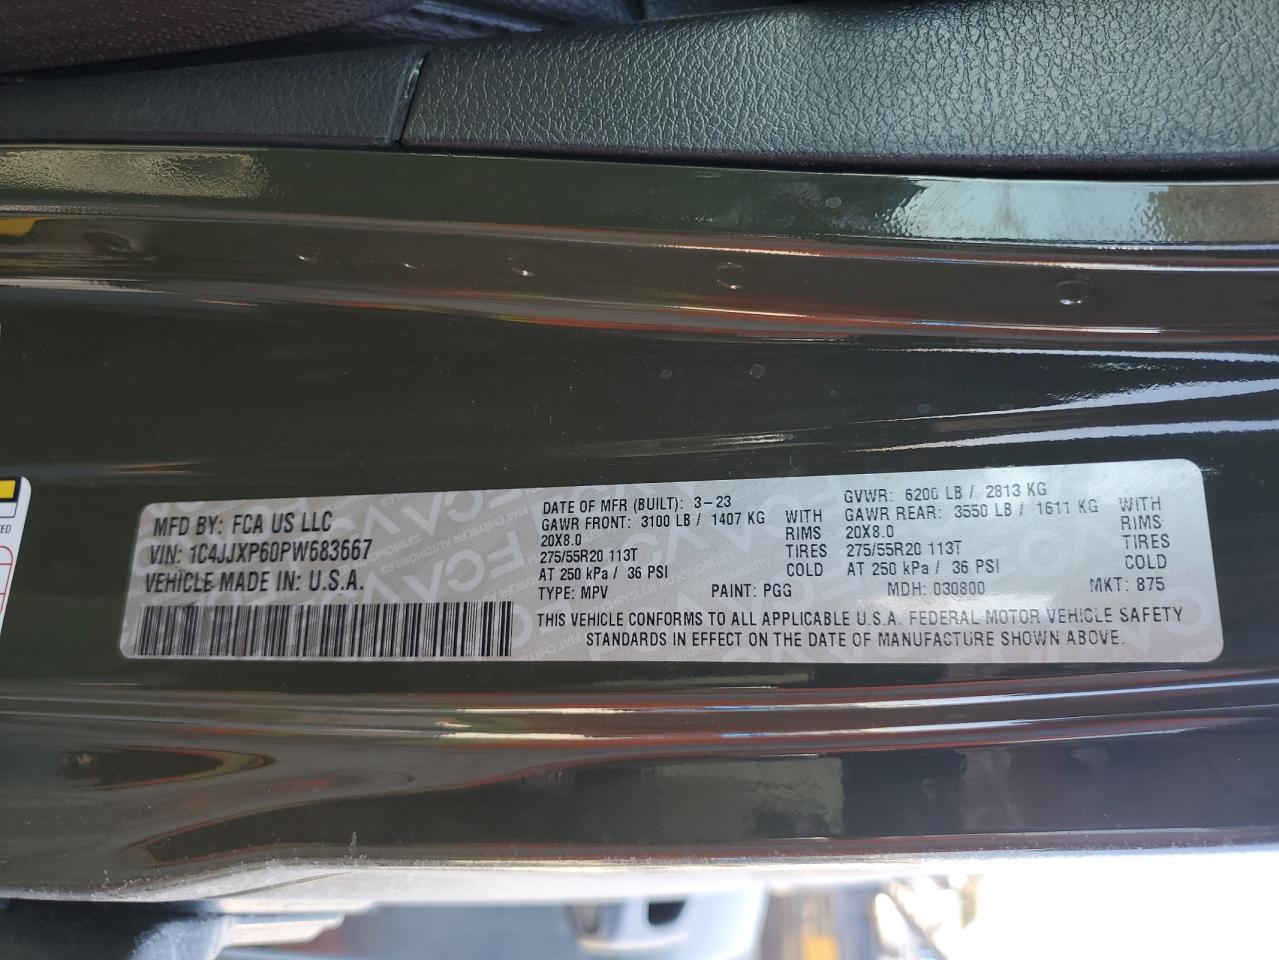 MFD BY: FCA US LLC
VIN: 1C4JJXP60PW683667
VEHICLE MADE IN: U.S.A.
DATE OF MFR (BUILT): 3-23
GAWR FRONT: 3100 LB / 1407 KG WITH
20X8.0 RIMS
275/55R20 113T TIRES
AT 250 kPa / 36 PSI COLD
TYPE: MPV PAINT: PGG
GVWR: 6200 LB / 2813 KG
GAWR REAR: 3550 LB / 1611 KG WITH
20X8.0 RIMS
275/55R20 113T TIRES
AT 250 kPa / 36 PSI COLD
MDH: 030800 MKT: 875
THIS VEHICLE CONFORMS TO ALL APPLICABLE U.S.A. FEDERAL MOTOR VEHICLE SAFETY
STANDARDS IN EFFECT ON THE DATE OF MANUFACTURE SHOWN ABOVE.